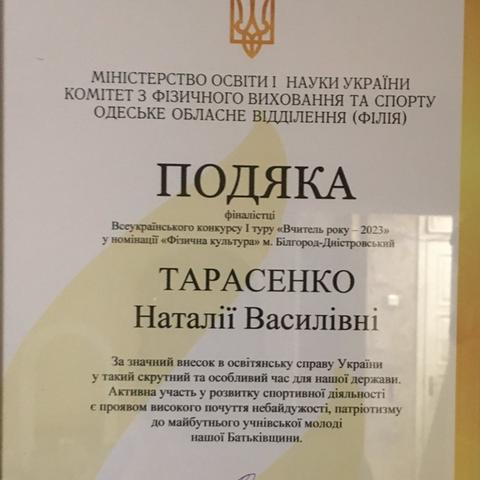 МІНІСТЕРСТВО ОСВІТИ І НАУКИ УКРАЇНИ
КОМІТЕТ З ФІЗИЧНОГО ВИХОВАННЯ ТА СПОРТУ
ОДЕСЬКЕ ОБЛАСНЕ ВІДДІЛЕННЯ (ФІЛІЯ)
ПОДЯКА
фіналістці
Всеукраїнського конкурсу І туру «Вчитель року – 2023»
у номінації «Фізична культура» м. Білгород-Дністровський
ТАРАСЕНКО
Наталії Василівні
За значний внесок в освітянську справу України
у такий скрутний та особливий час для нашої держави.
Активна участь у розвитку спортивної діяльності
є проявом високого почуття небайдужості, патріотизму
до майбутнього учнівської молоді
нашої Батьківщини.